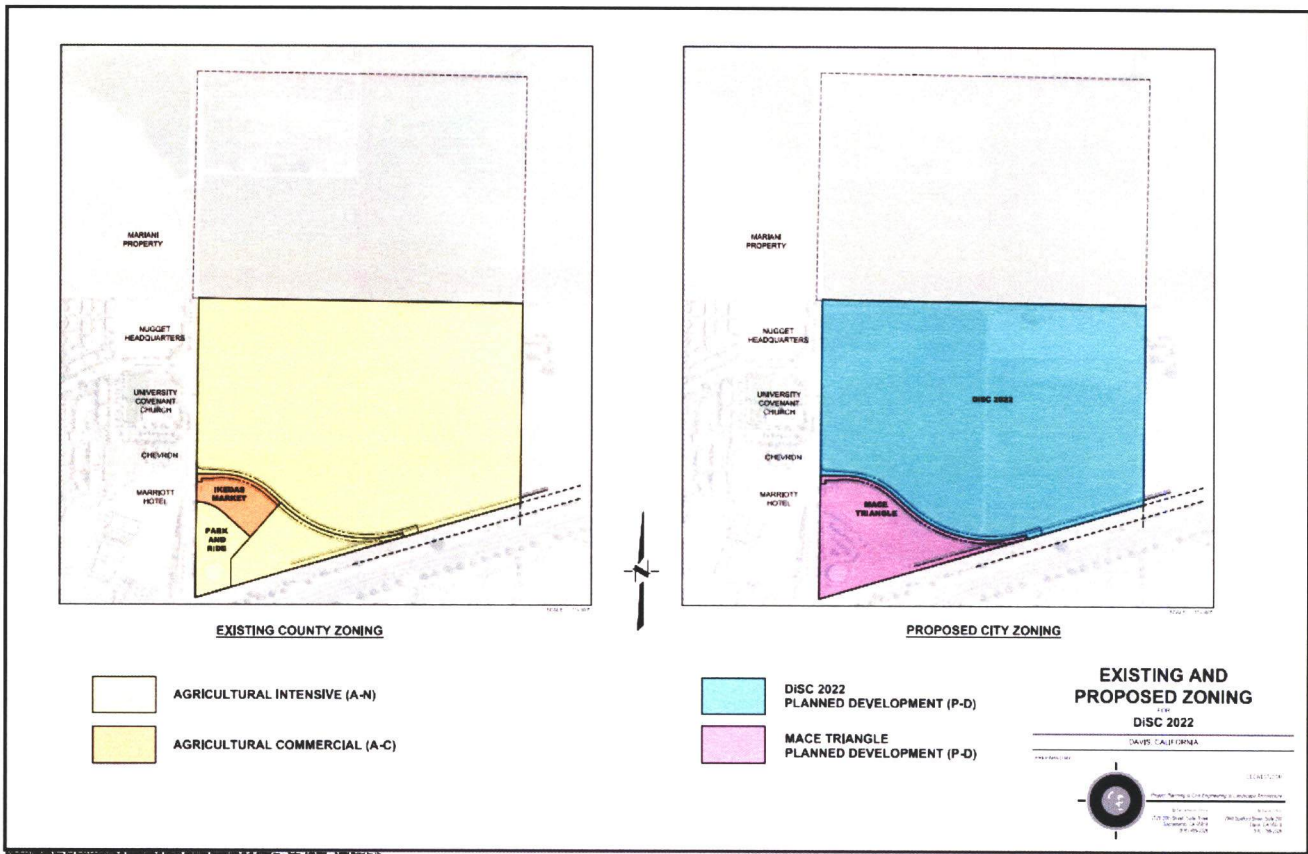 MARIANI
PROPERTY
NUGGET
HEADQUARTERS
UNIVERSITY
COVENANT
CHURCH
CHEVRON
MARRIOTT
HOTEL
IKEDAS
MARKET
PARK
AND
RIDE
EXISTING COUNTY ZONING
AGRICULTURAL INTENSIVE (A-N)
AGRICULTURAL COMMERCIAL (A-C)
MARIANI
PROPERTY
NUGGET
HEADQUARTERS
UNIVERSITY
COVENANT
CHURCH
CHEVRON
MARRIOTT
HOTEL
DiSC 2022
MACE
TRIANGLE
PROPOSED CITY ZONING
DiSC 2022
PLANNED DEVELOPMENT (P-D)
MACE TRIANGLE
PLANNED DEVELOPMENT (P-D)
EXISTING AND
PROPOSED ZONING
FOR
DiSC 2022
DAVIS, CALIFORNIA